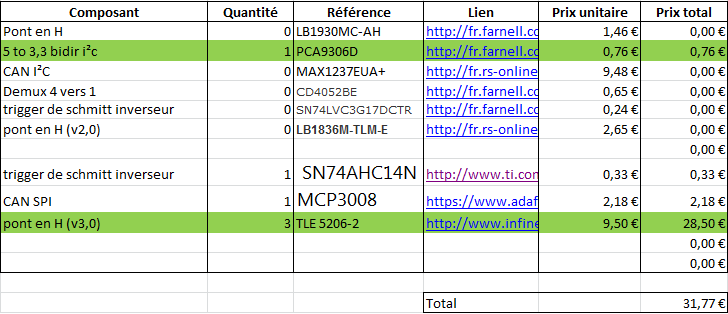 Composant Quantité Référence Lien Prix unitaire Prix total
Pont en H 0 LB1930MC-AH http://fr.farnell.co 1,46 € 0,00 €
5 to 3,3 bidir i²c 1 PCA9306D http://fr.farnell.co 0,76 € 0,76 €
CAN I²C 0 MAX1237EUA+ http://fr.rs-online 9,48 € 0,00 €
Demux 4 vers 1 0 CD4052BE http://fr.farnell.co 0,65 € 0,00 €
trigger de schmitt inverseur 0 SN74LVC3G17DCTR http://fr.farnell.co 0,24 € 0,00 €
pont en H (v2,0) 0 LB1836M-TLM-E http://fr.rs-online 2,65 € 0,00 €
0,00 €
trigger de schmitt inverseur 1 SN74AHC14N http://www.ti.com 0,33 € 0,33 €
CAN SPI 1 MCP3008 https://www.adaf 2,18 € 2,18 €
pont en H (v3,0) 3 TLE 5206-2 http://www.infine 9,50 € 28,50 €
0,00 €
0,00 €
Total 31,77 €